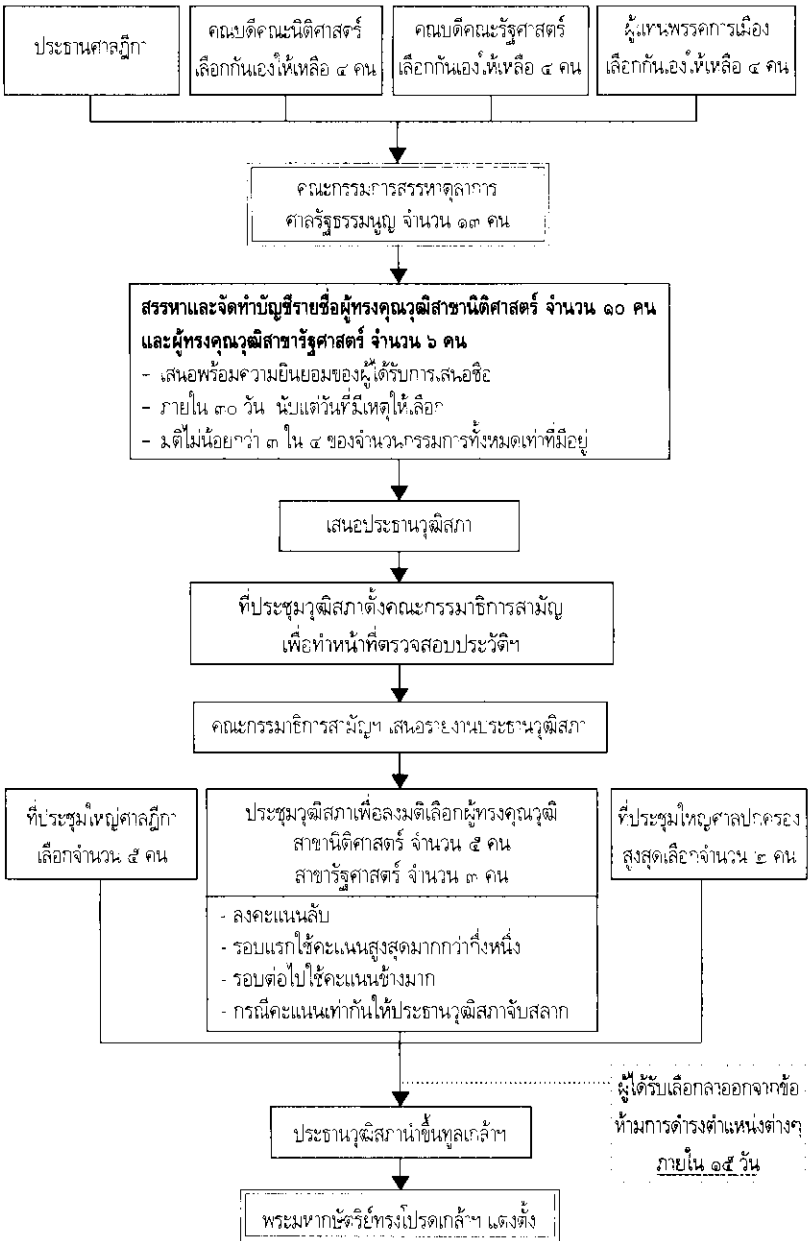 ประธานศาลฎีกา
คณบดีคณะนิติศาสตร์
เลือกกันเองให้เหลือ ๔ คน
คณบดีคณะรัฐศาสตร์
เลือกกันเองให้เหลือ ๔ คน
ผู้แทนพรรคการเมือง
เลือกกันเองให้เหลือ ๔ คน
คณะกรรมการสรรหาตุลาการ
ศาลรัฐธรรมนูญ จำนวน ๑๓ คน
สรรหาและจัดทำบัญชีรายชื่อผู้ทรงคุณวุฒิสาขานิติศาสตร์ จำนวน ๑๐ คน
และผู้ทรงคุณวุฒิสาขารัฐศาสตร์ จำนวน ๖ คน
- เสนอพร้อมความยินยอมของผู้ได้รับการเสนอชื่อ
- ภายใน ๓๐ วัน นับแต่วันที่มีเหตุให้เลือก
- มติไม่น้อยกว่า ๓ ใน ๔ ของจำนวนกรรมการทั้งหมดเท่าที่มีอยู่
เสนอประธานวุฒิสภา
ที่ประชุมวุฒิสภาตั้งคณะกรรมาธิการสามัญ
เพื่อทำหน้าที่ตรวจสอบประวัติฯ
คณะกรรมาธิการสามัญฯ เสนอรายงานประธานวุฒิสภา
ที่ประชุมใหญ่ศาลฎีกา
เลือกจำนวน ๕ คน
ประชุมวุฒิสภาเพื่อลงมติเลือกผู้ทรงคุณวุฒิ
สาขานิติศาสตร์ จำนวน ๕ คน
สาขารัฐศาสตร์ จำนวน ๓ คน
- ลงคะแนนลับ
- รอบแรกใช้คะแนนสูงสุดมากกว่ากึ่งหนึ่ง
- รอบต่อไปใช้คะแนนข้างมาก
- กรณีคะแนนเท่ากันให้ประธานวุฒิสภาจับสลาก
ที่ประชุมใหญ่ศาลปกครอง
สูงสุดเลือกจำนวน ๒ คน
ผู้ได้รับเลือกลาออกจากข้อ
ห้ามการดำรงตำแหน่งต่างๆ
ภายใน ๑๕ วัน
ประธานวุฒิสภานำขึ้นทูลเกล้าฯ
พระมหากษัตริย์ทรงโปรดเกล้าฯ แต่งตั้ง